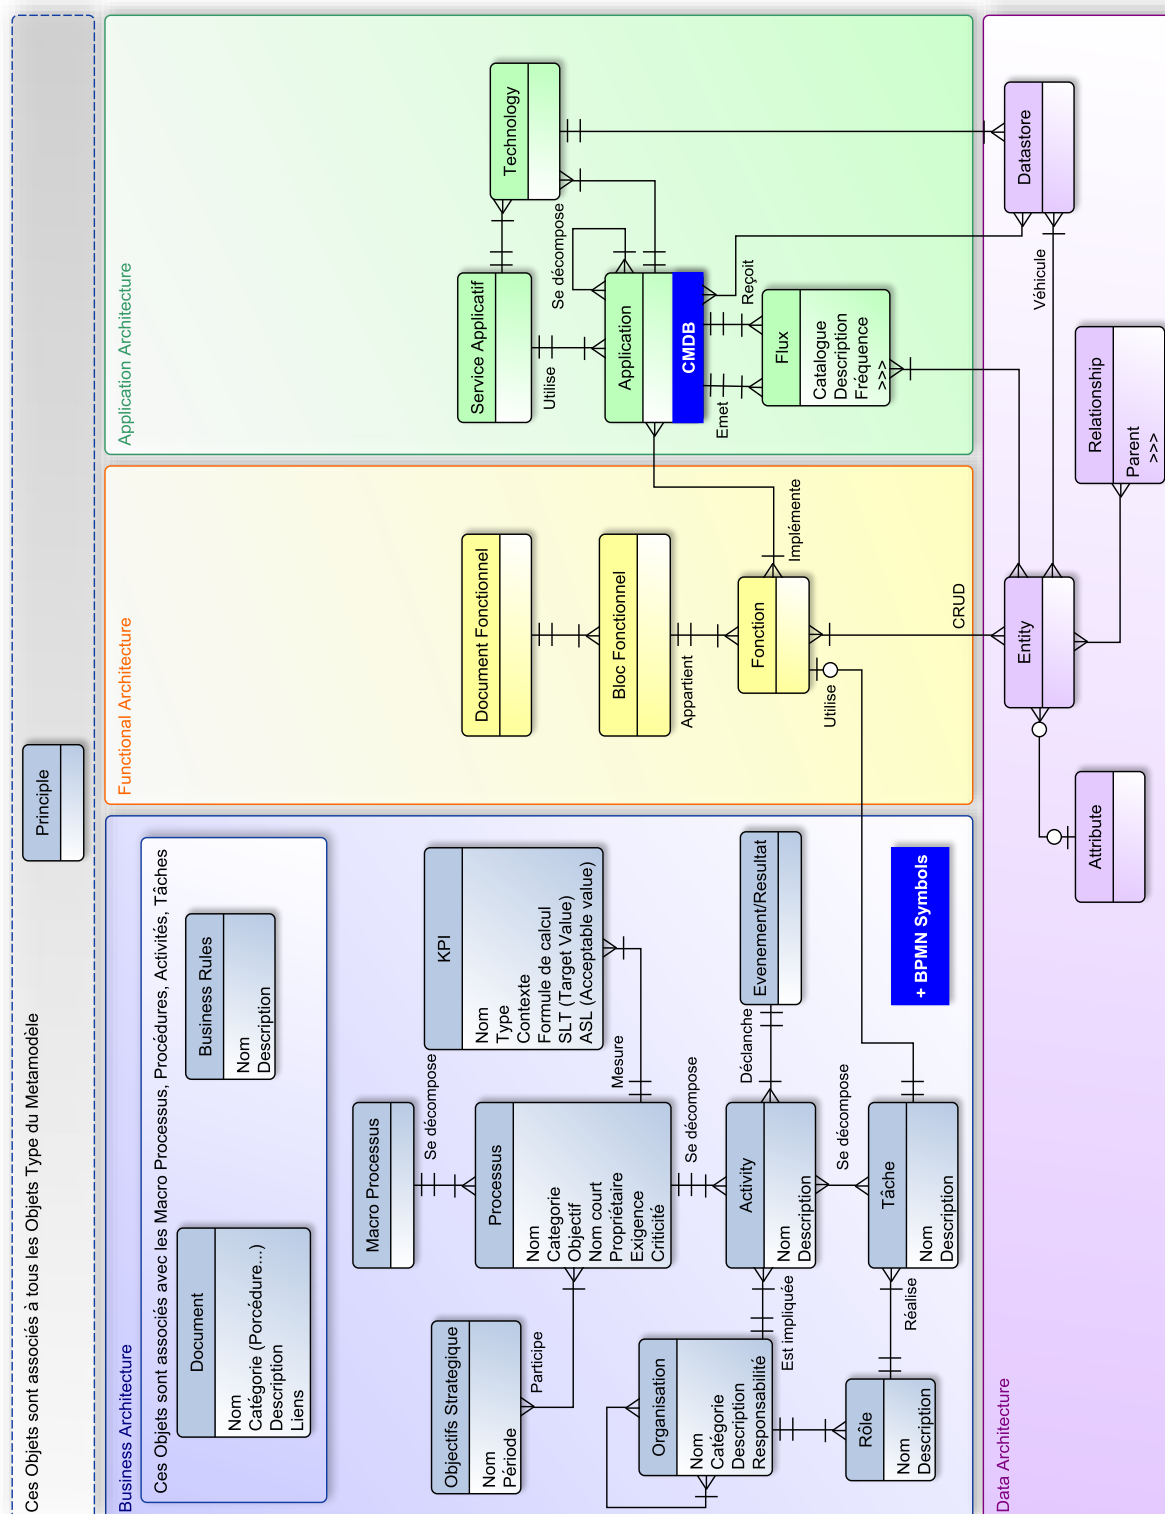 Ces Objets sont associés à tous les Objets Type du Metamodèle
Principle
Business Architecture
Ces Objets sont associés avec les Macro Processus, Procédures, Activités, Tâches
Document
Nom
Catégorie (Porcédure...)
Description
Liens
Business Rules
Nom
Description
Macro Processus
Se décompose
KPI
Nom
Type
Contexte
Formule de calcul
SLT (Target Value)
ASL (Acceptable value)
Objectifs Strategique
Nom
Période
Participe
Processus
Nom
Categorie
Objectif
Nom court
Propriétaire
Exigence
Criticité
Mesure
Se décompose
Organisation
Nom
Catégorie
Description
Responsabilité
Est impliquée
Activity
Nom
Description
Déclanche
Evenement/Resultat
Se décompose
Rôle
Nom
Description
Réalise
Tâche
Nom
Description
+ BPMN Symbols
Functional Architecture
Document Fonctionnel
Bloc Fonctionnel
Appartient
Fonction
Implémente
Utilise
CRUD
Application Architecture
Service Applicatif
Technology
Utilise
Se décompose
Application
CMDB
Emet
Reçoit
Flux
Catalogue
Description
Fréquence
>>>
Data Architecture
Attribute
Entity
Véhicule
Datastore
Relationship
Parent
>>>